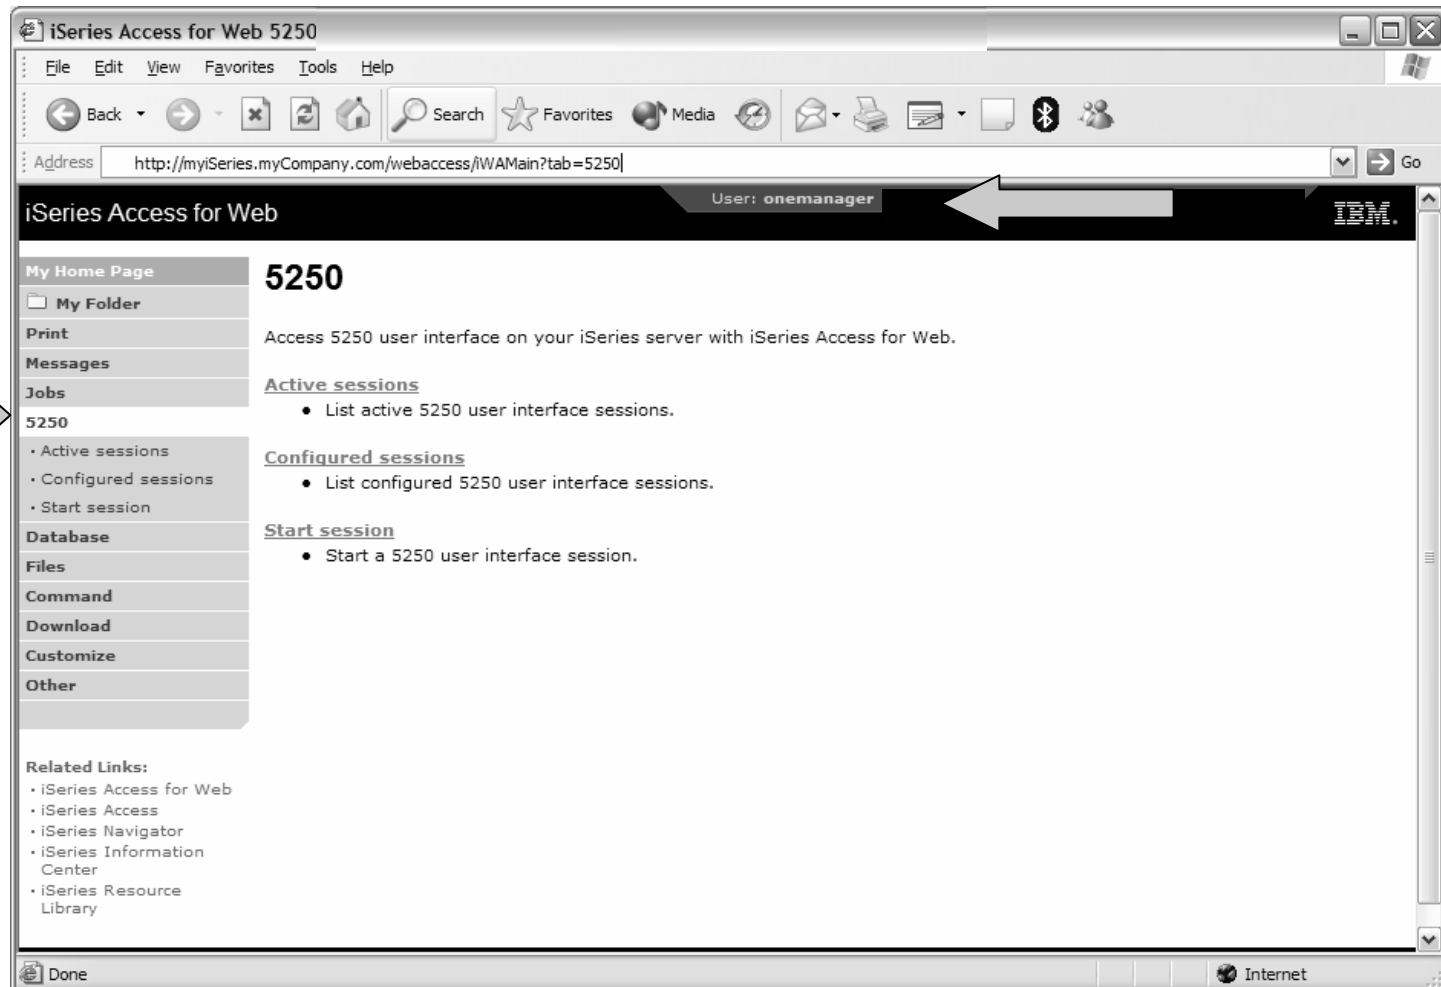 iSeries Access for Web 5250
File Edit View Favorites Tools Help
Back Search Favorites Media
Address http://myiSeries.myCompany.com/webaccess/iWAMain?tab=5250 Go
iSeries Access for Web User: onemanager IBM.
My Home Page
My Folder
Print
Messages
Jobs
5250
· Active sessions
· Configured sessions
· Start session
Database
Files
Command
Download
Customize
Other
Related Links:
· iSeries Access for Web
· iSeries Access
· iSeries Navigator
· iSeries Information
Center
· iSeries Resource
Library
5250
Access 5250 user interface on your iSeries server with iSeries Access for Web.
Active sessions
• List active 5250 user interface sessions.
Configured sessions
• List configured 5250 user interface sessions.
Start session
• Start a 5250 user interface session.
Done Internet